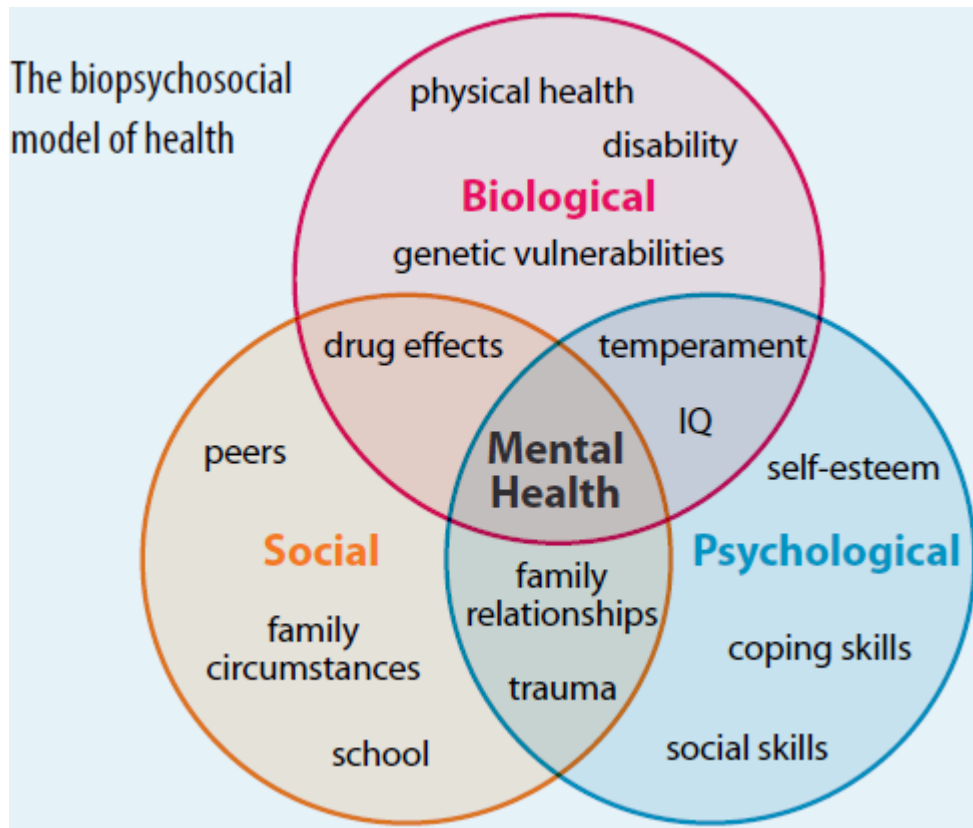 The biopsychosocial
model of health
physical health
disability
Biological
genetic vulnerabilities
drug effects
temperament
IQ
peers
Mental
Health
self-esteem
Social
Psychological
family
relationships
family
circumstances
coping skills
trauma
school
social skills